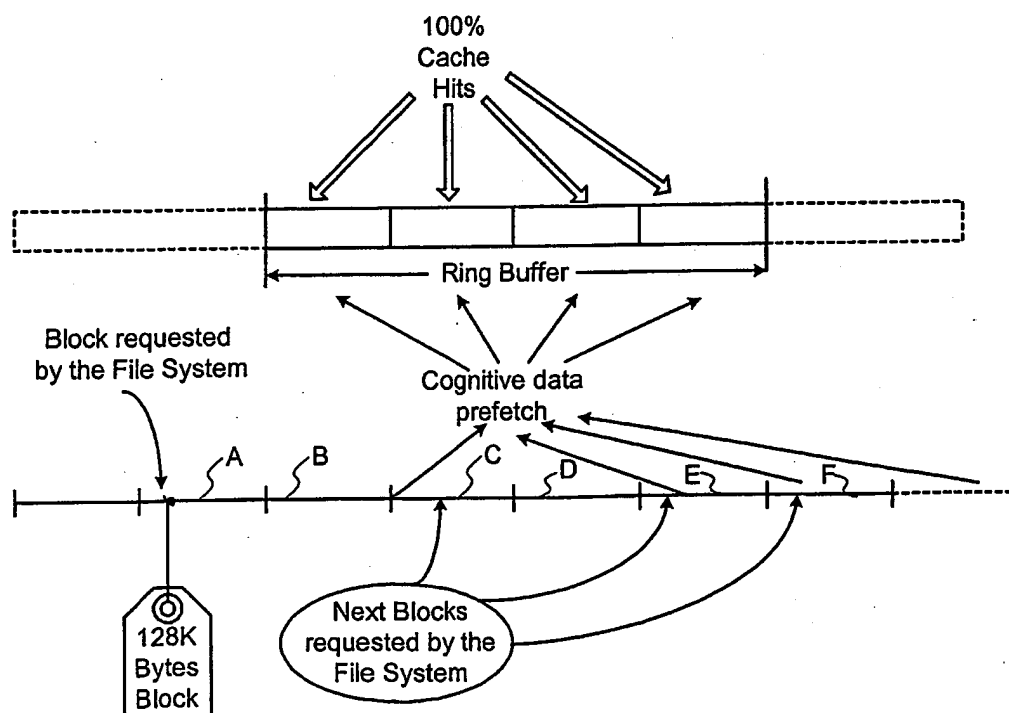 100%
Cache
Hits
Ring Buffer
Block requested
by the File System
Cognitive data
prefetch
A
B
C
D
E
F
Next Blocks
requested by the
File System
128K
Bytes
Block